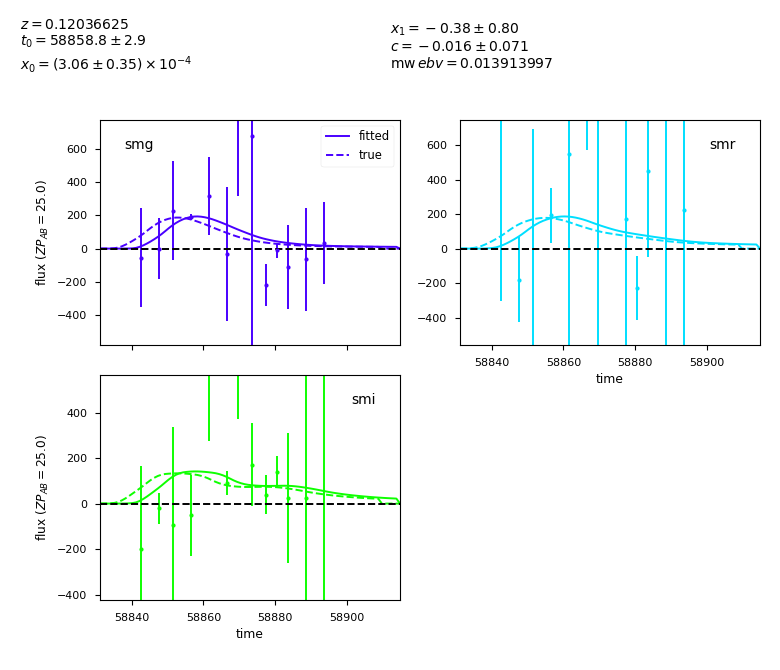 z = 0.12036625
t₀ = 58858.8 ± 2.9
x₀ = (3.06 ± 0.35) × 10⁻⁴
x₁ = −0.38 ± 0.80
c = −0.016 ± 0.071
mw ebv = 0.013913997
smg
fitted
true
600
400
200
0
−200
−400
flux (ZP_AB = 25.0)
smr
600
400
200
0
−200
−400
58840 58860 58880 58900
time
smi
400
200
0
−200
−400
flux (ZP_AB = 25.0)
58840 58860 58880 58900
time